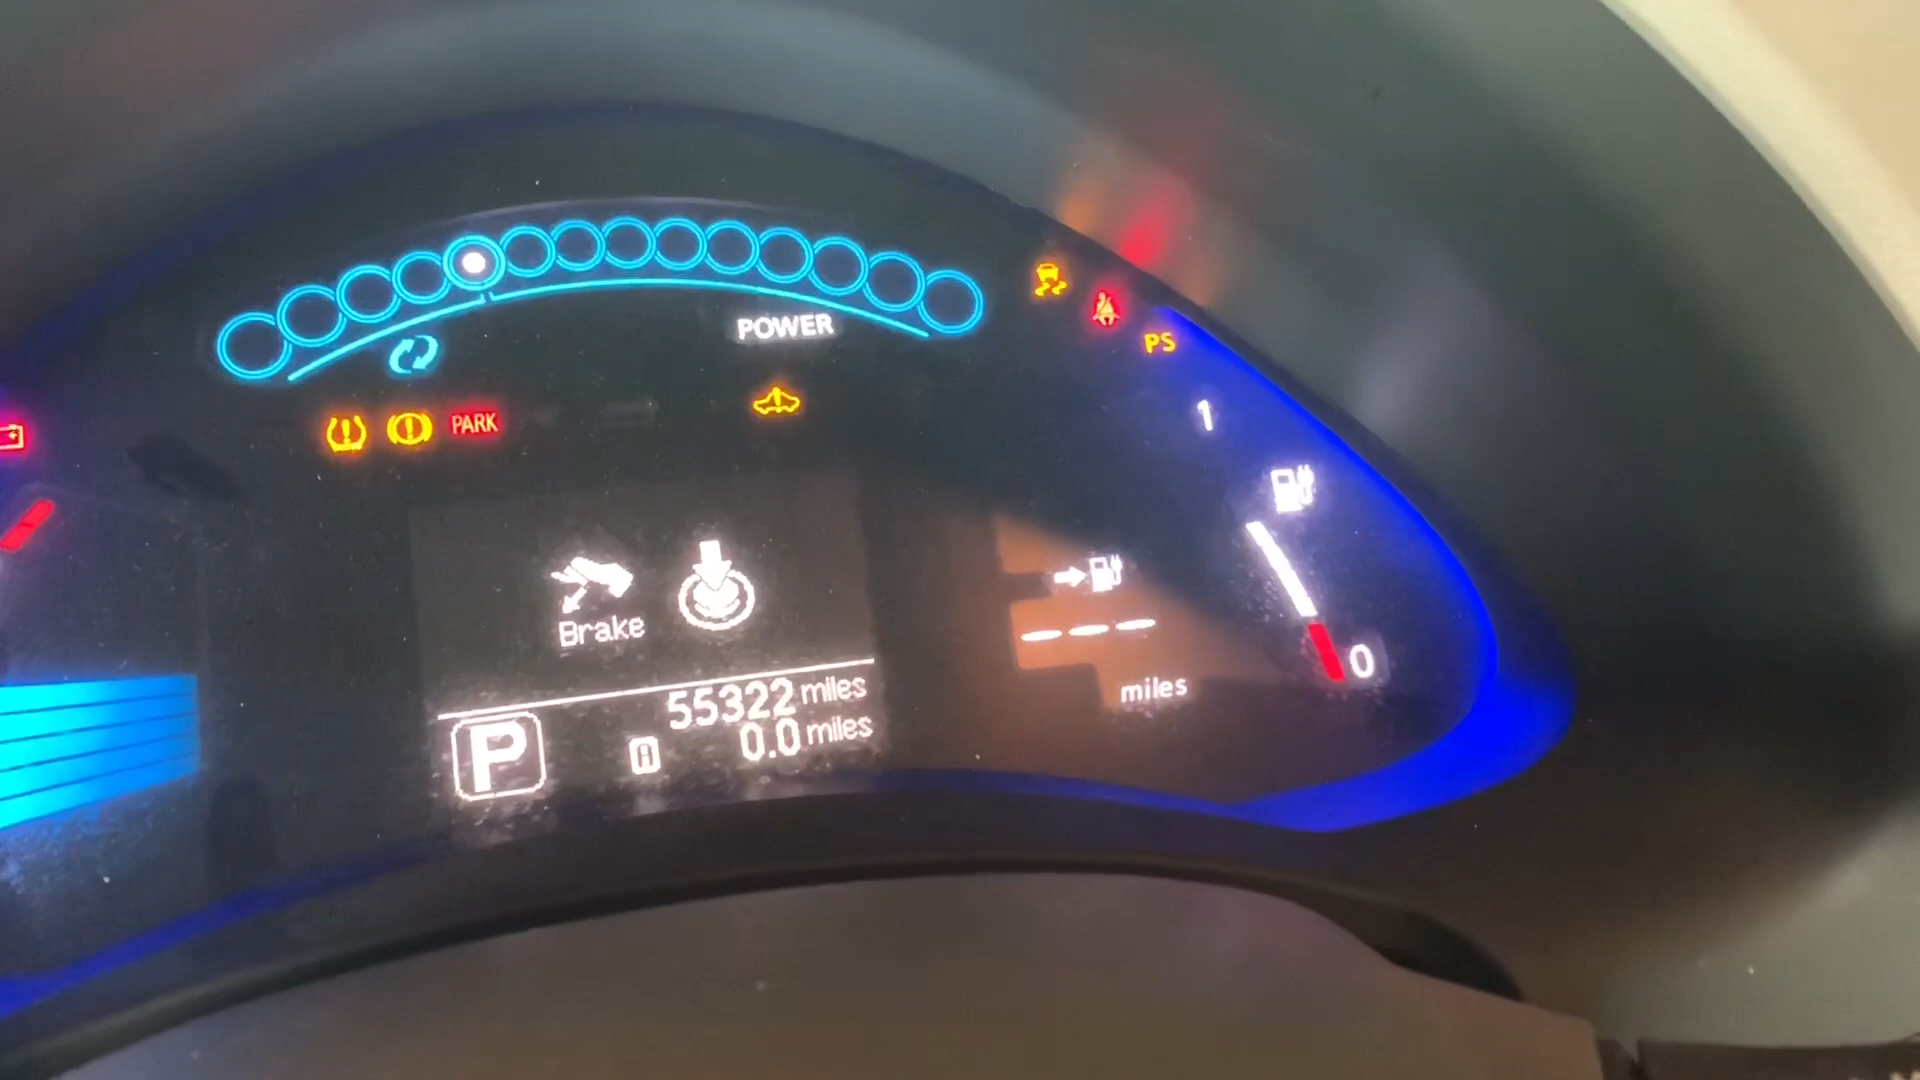 POWER
PS
PARK
1
Brake
0
55322 miles
miles
P
A
0.0 miles